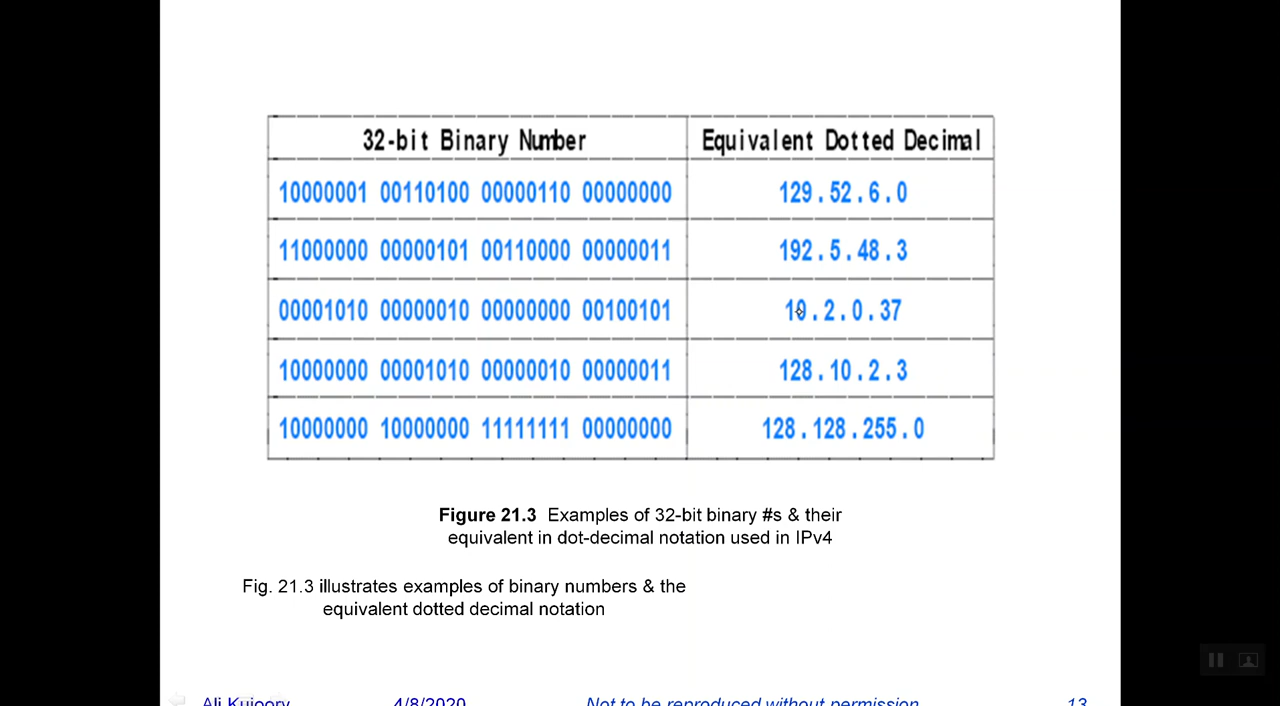 32-bit Binary Number Equivalent Dotted Decimal
10000001 00110100 00000110 00000000 129.52.6.0
11000000 00000101 00110000 00000011 192.5.48.3
00001010 00000010 00000000 00100101 10.2.0.37
10000000 00001010 00000010 00000011 128.10.2.3
10000000 10000000 11111111 00000000 128.128.255.0
Figure 21.3 Examples of 32-bit binary #s & their
equivalent in dot-decimal notation used in IPv4
Fig. 21.3 illustrates examples of binary numbers & the
equivalent dotted decimal notation
Ali Kujoory 4/8/2020 Not to be reproduced without permission 13